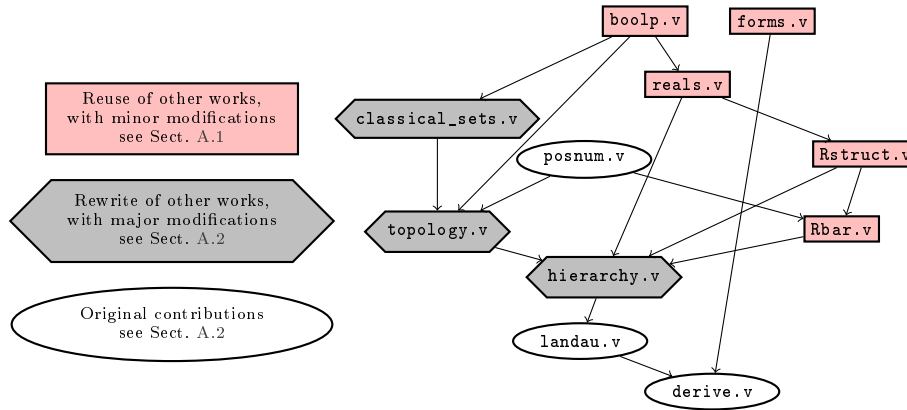 boolp.v
forms.v
reals.v
Reuse of other works,
with minor modifications
see Sect. A.1
classical_sets.v
posnum.v
Rstruct.v
Rewrite of other works,
with major modifications
see Sect. A.2
topology.v
Rbar.v
hierarchy.v
Original contributions
see Sect. A.2
landau.v
derive.v